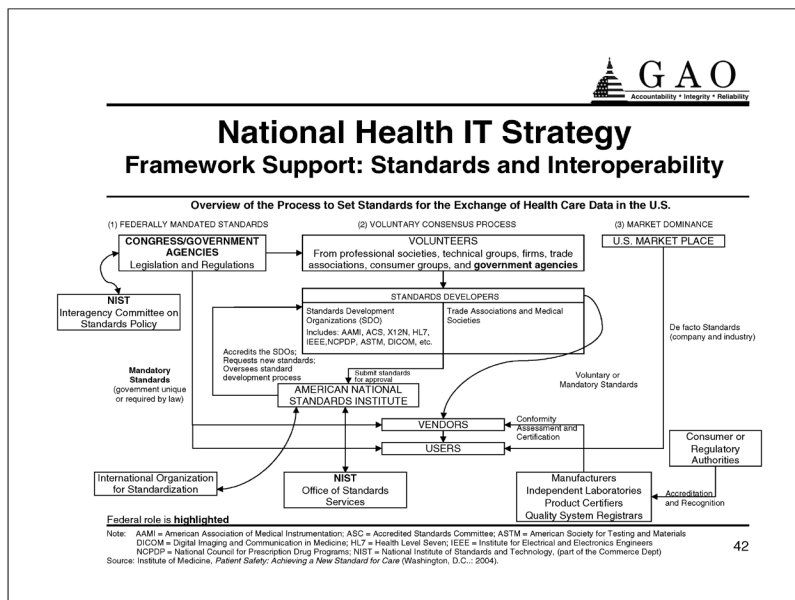 GAO
Accountability * Integrity * Reliability
National Health IT Strategy
Framework Support: Standards and Interoperability
Overview of the Process to Set Standards for the Exchange of Health Care Data in the U.S.
(1) FEDERALLY MANDATED STANDARDS
(2) VOLUNTARY CONSENSUS PROCESS
(3) MARKET DOMINANCE
CONGRESS/GOVERNMENT
AGENCIES
Legislation and Regulations
VOLUNTEERS
From professional societies, technical groups, firms, trade
associations, consumer groups, and government agencies
U.S. MARKET PLACE
NIST
Interagency Committee on
Standards Policy
STANDARDS DEVELOPERS
Standards Development
Organizations (SDO)
Includes: AAMI, ACS, X12N, HL7,
IEEE,NCPDP, ASTM, DICOM, etc.
Trade Associations and Medical
Societies
De facto Standards
(company and industry)
Accredits the SDOs;
Requests new standards;
Oversees standard
development process
Mandatory
Standards
(government unique
or required by law)
Submit standards
for approval
Voluntary or
Mandatory Standards
AMERICAN NATIONAL
STANDARDS INSTITUTE
VENDORS
USERS
Conformity
Assessment and
Certification
Consumer or
Regulatory
Authorities
International Organization
for Standardization
NIST
Office of Standards
Services
Manufacturers
Independent Laboratories
Product Certifiers
Quality System Registrars
Accreditation
and Recognition
Federal role is highlighted
Note: AAMI = American Association of Medical Instrumentation; ASC = Accredited Standards Committee; ASTM = American Society for Testing and Materials
DICOM = Digital Imaging and Communication in Medicine; HL7 = Health Level Seven; IEEE = Institute for Electrical and Electronics Engineers
NCPDP = National Council for Prescription Drug Programs; NIST = National Institute of Standards and Technology, (part of the Commerce Dept)
Source: Institute of Medicine, Patient Safety: Achieving a New Standard for Care (Washington, D.C..: 2004).
42